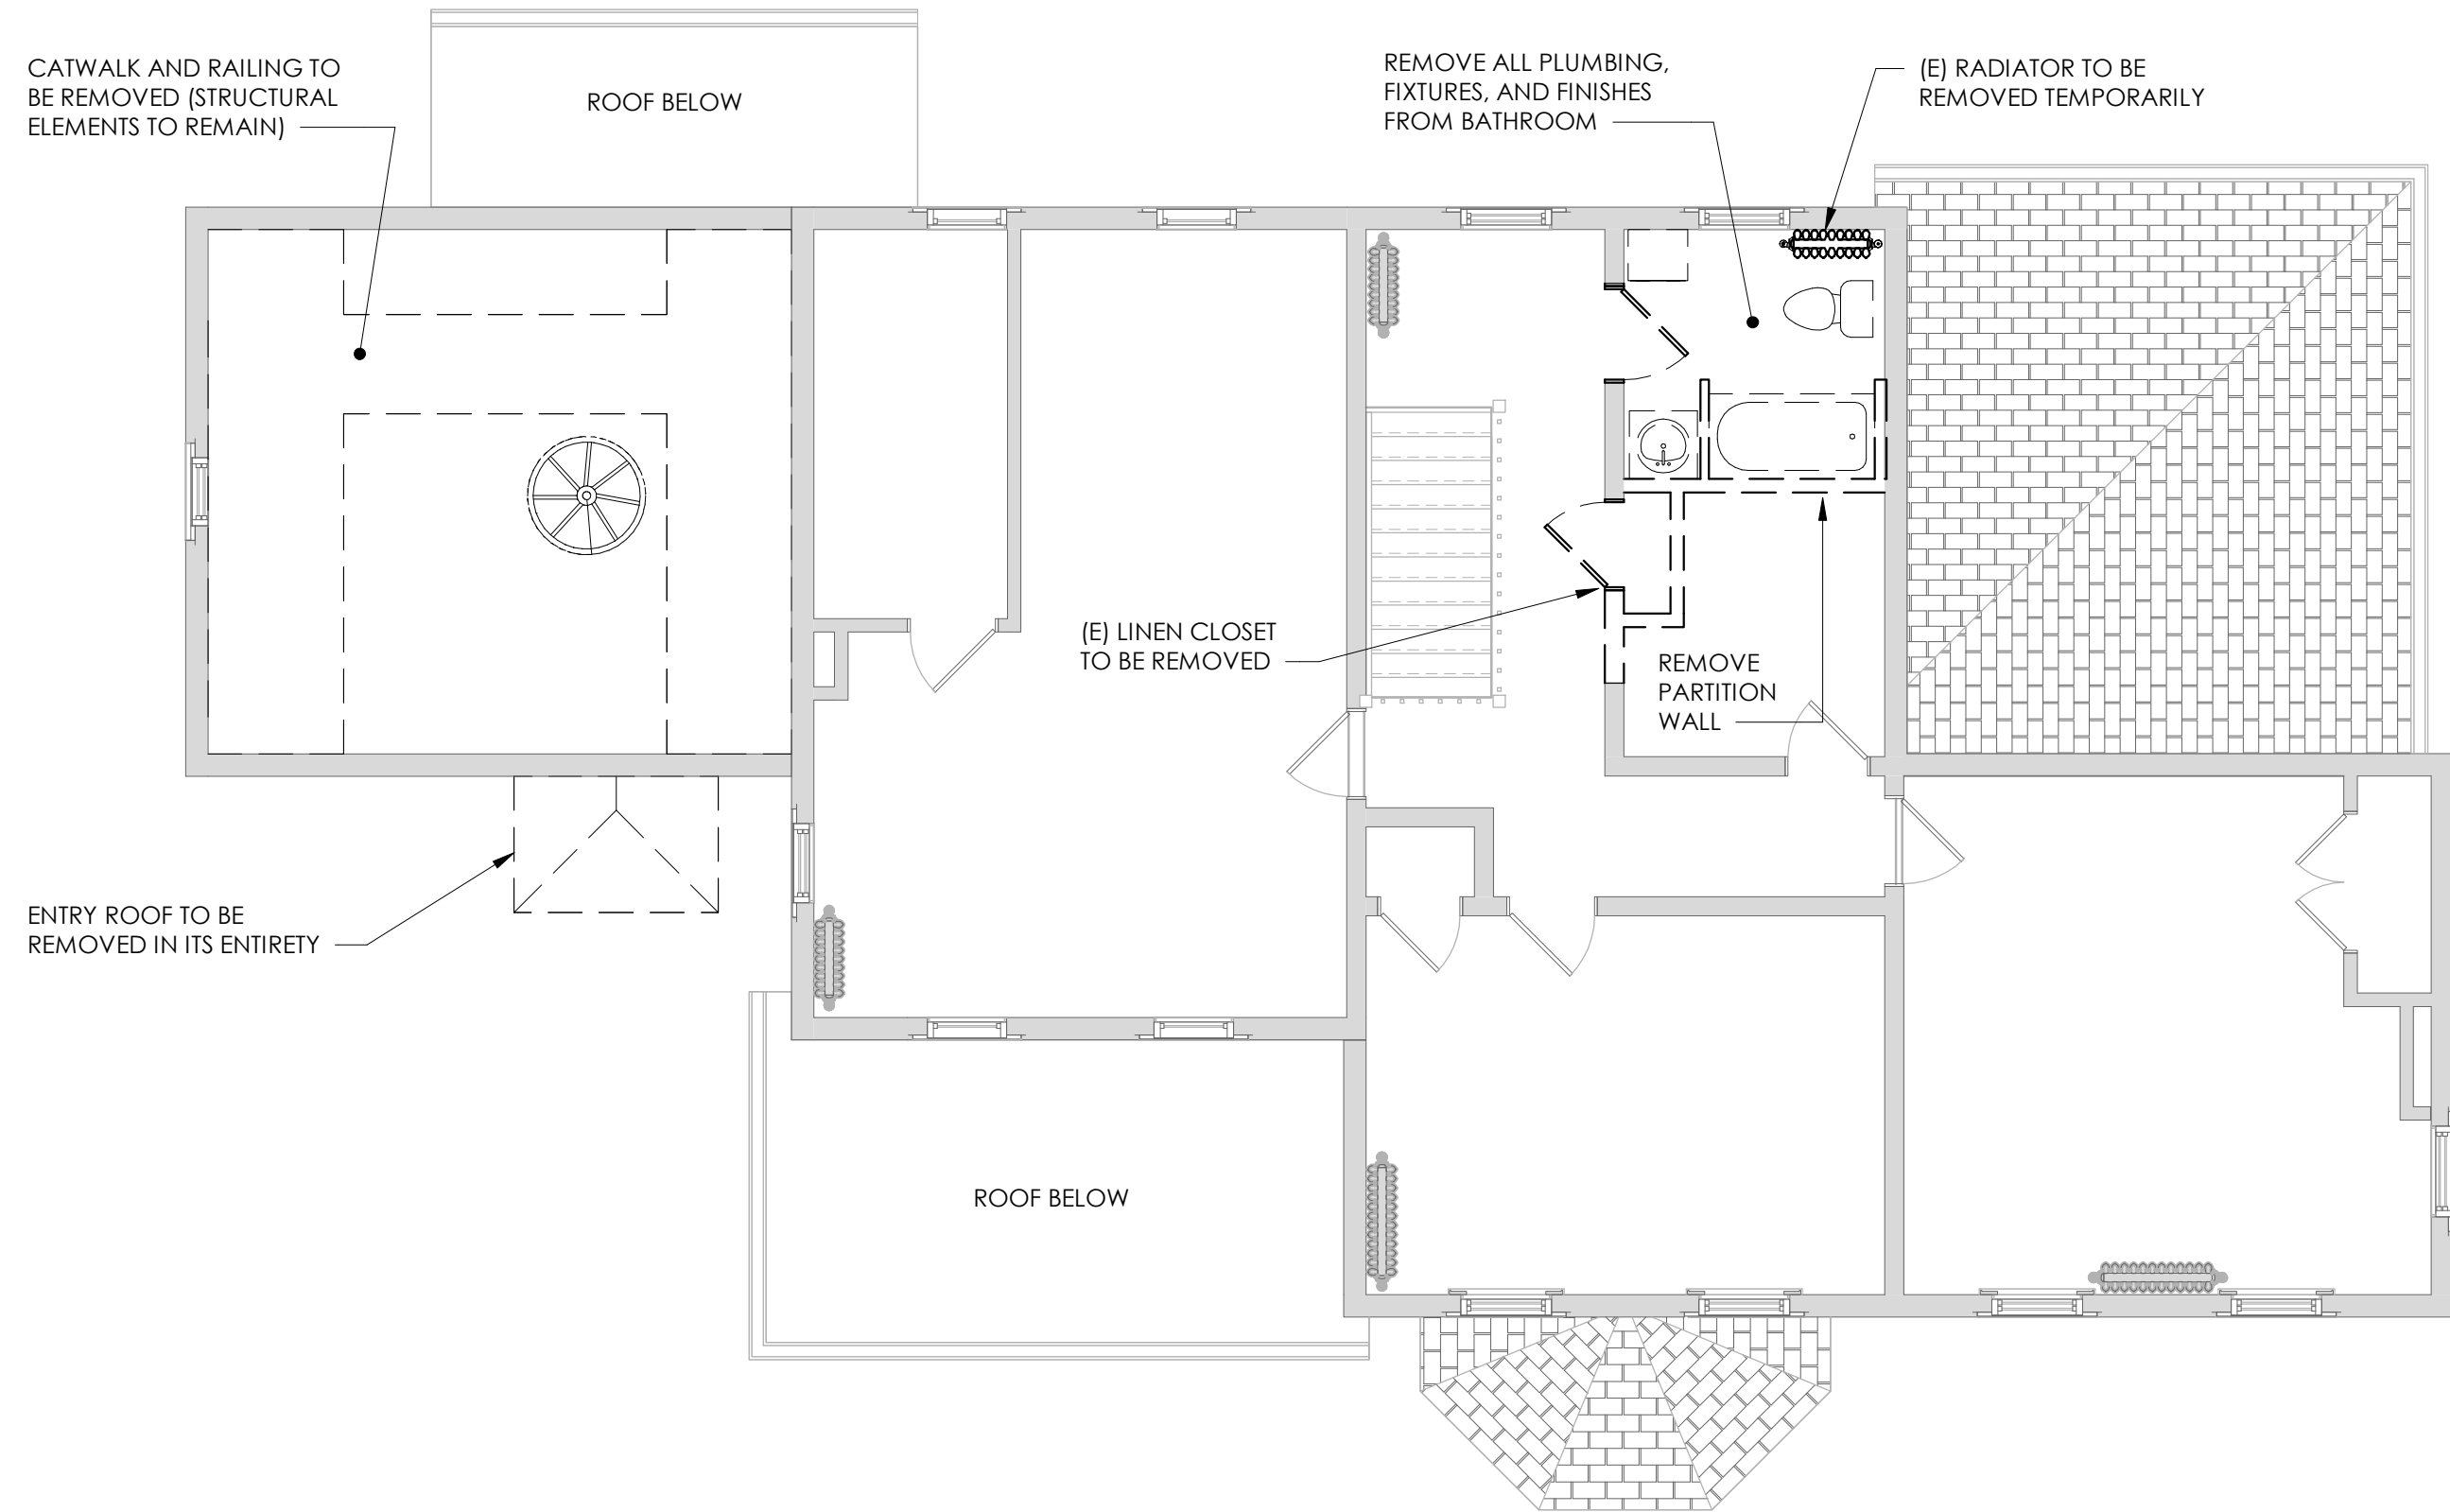 CATWALK AND RAILING TO
BE REMOVED (STRUCTURAL
ELEMENTS TO REMAIN)
ROOF BELOW
REMOVE ALL PLUMBING,
FIXTURES, AND FINISHES
FROM BATHROOM
(E) RADIATOR TO BE
REMOVED TEMPORARILY
(E) LINEN CLOSET
TO BE REMOVED
REMOVE
PARTITION
WALL
ENTRY ROOF TO BE
REMOVED IN ITS ENTIRETY
ROOF BELOW